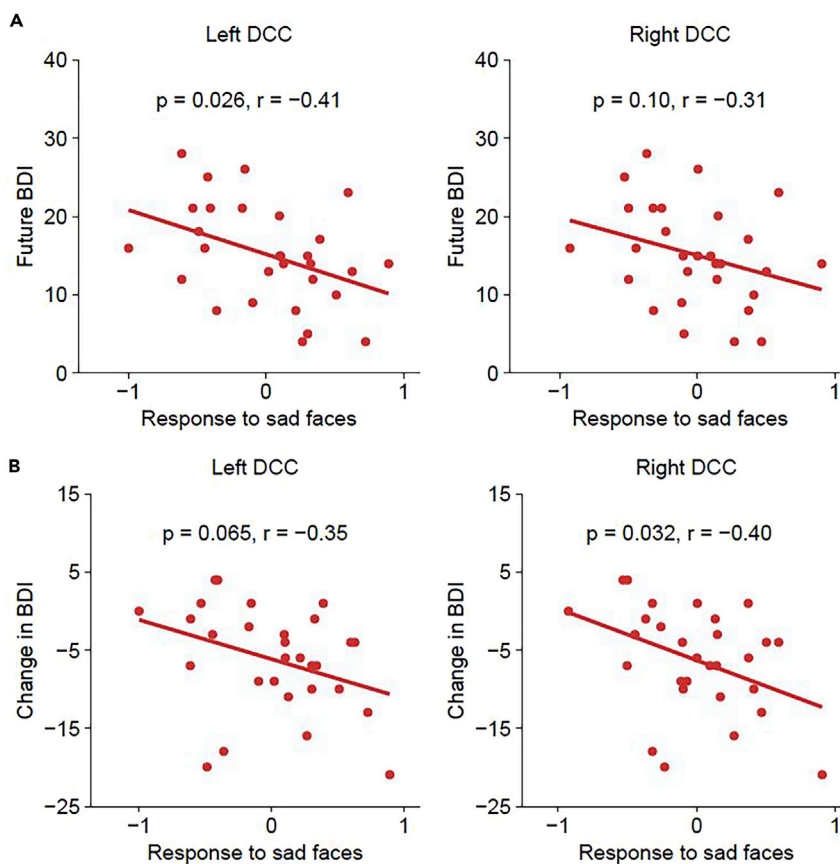 A
Left DCC
Right DCC
40
30
20
10
0
Future BDI
p = 0.026, r = −0.41
−1
0
1
Response to sad faces
40
30
20
10
0
Future BDI
p = 0.10, r = −0.31
−1
0
1
Response to sad faces
B
Left DCC
Right DCC
15
5
−5
−15
−25
Change in BDI
p = 0.065, r = −0.35
−1
0
1
Response to sad faces
15
5
−5
−15
−25
Change in BDI
p = 0.032, r = −0.40
−1
0
1
Response to sad faces